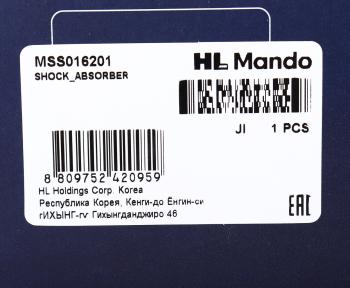 MSS016201
SHOCK_ABSORBER
HL Mando
JI 1 PCS
8 809752 420959
HL Holdings Corp. Korea
Республика Корея, Кенги-до Ёнгин-си
гИХЫНГ-гу Гихынгданджиро 46
EAC